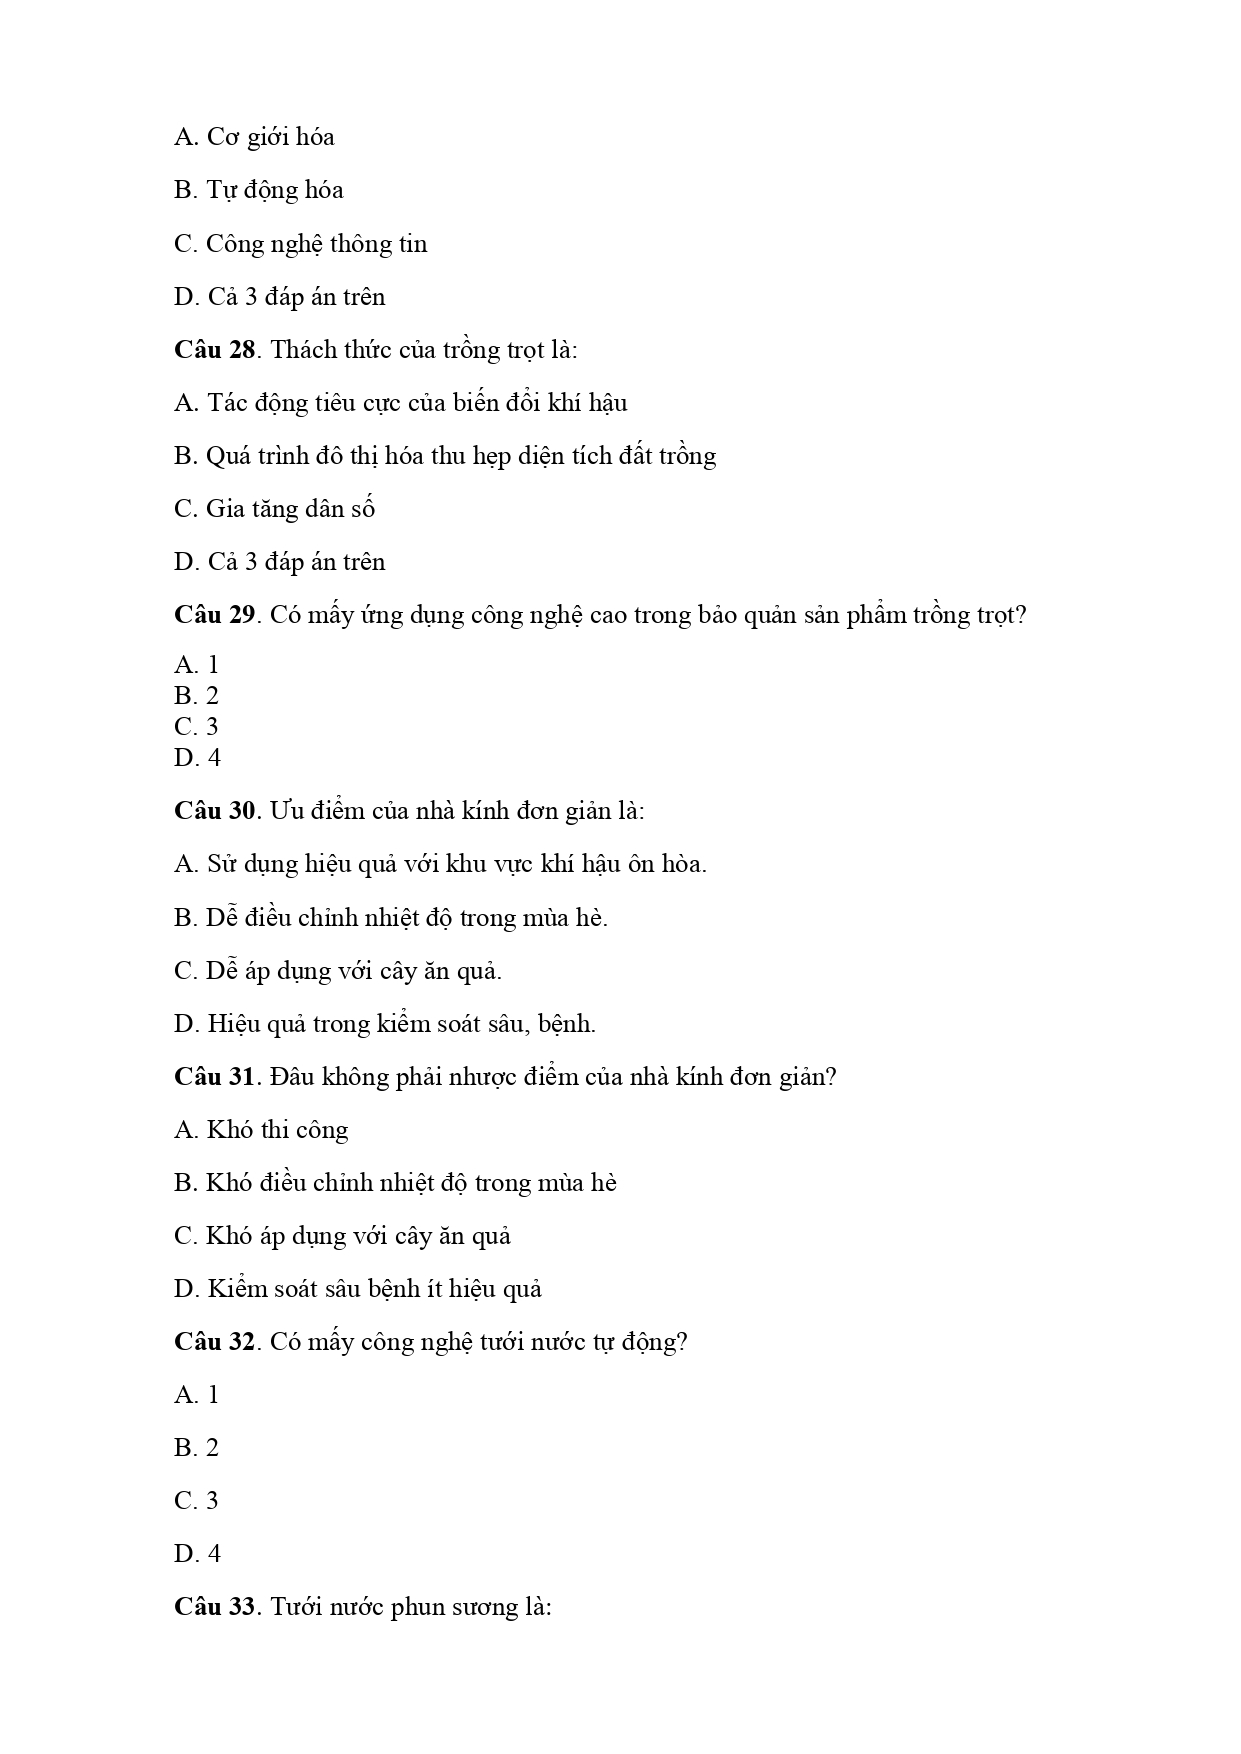 A. Cơ giới hóa
B. Tự động hóa
C. Công nghệ thông tin
D. Cả 3 đáp án trên
Câu 28. Thách thức của trồng trọt là:
A. Tác động tiêu cực của biến đổi khí hậu
B. Quá trình đô thị hóa thu hẹp diện tích đất trồng
C. Gia tăng dân số
D. Cả 3 đáp án trên
Câu 29. Có mấy ứng dụng công nghệ cao trong bảo quản sản phẩm trồng trọt?
A. 1
B. 2
C. 3
D. 4
Câu 30. Ưu điểm của nhà kính đơn giản là:
A. Sử dụng hiệu quả với khu vực khí hậu ôn hòa.
B. Dễ điều chỉnh nhiệt độ trong mùa hè.
C. Dễ áp dụng với cây ăn quả.
D. Hiệu quả trong kiểm soát sâu, bệnh.
Câu 31. Đâu không phải nhược điểm của nhà kính đơn giản?
A. Khó thi công
B. Khó điều chỉnh nhiệt độ trong mùa hè
C. Khó áp dụng với cây ăn quả
D. Kiểm soát sâu bệnh ít hiệu quả
Câu 32. Có mấy công nghệ tưới nước tự động?
A. 1
B. 2
C. 3
D. 4
Câu 33. Tưới nước phun sương là: